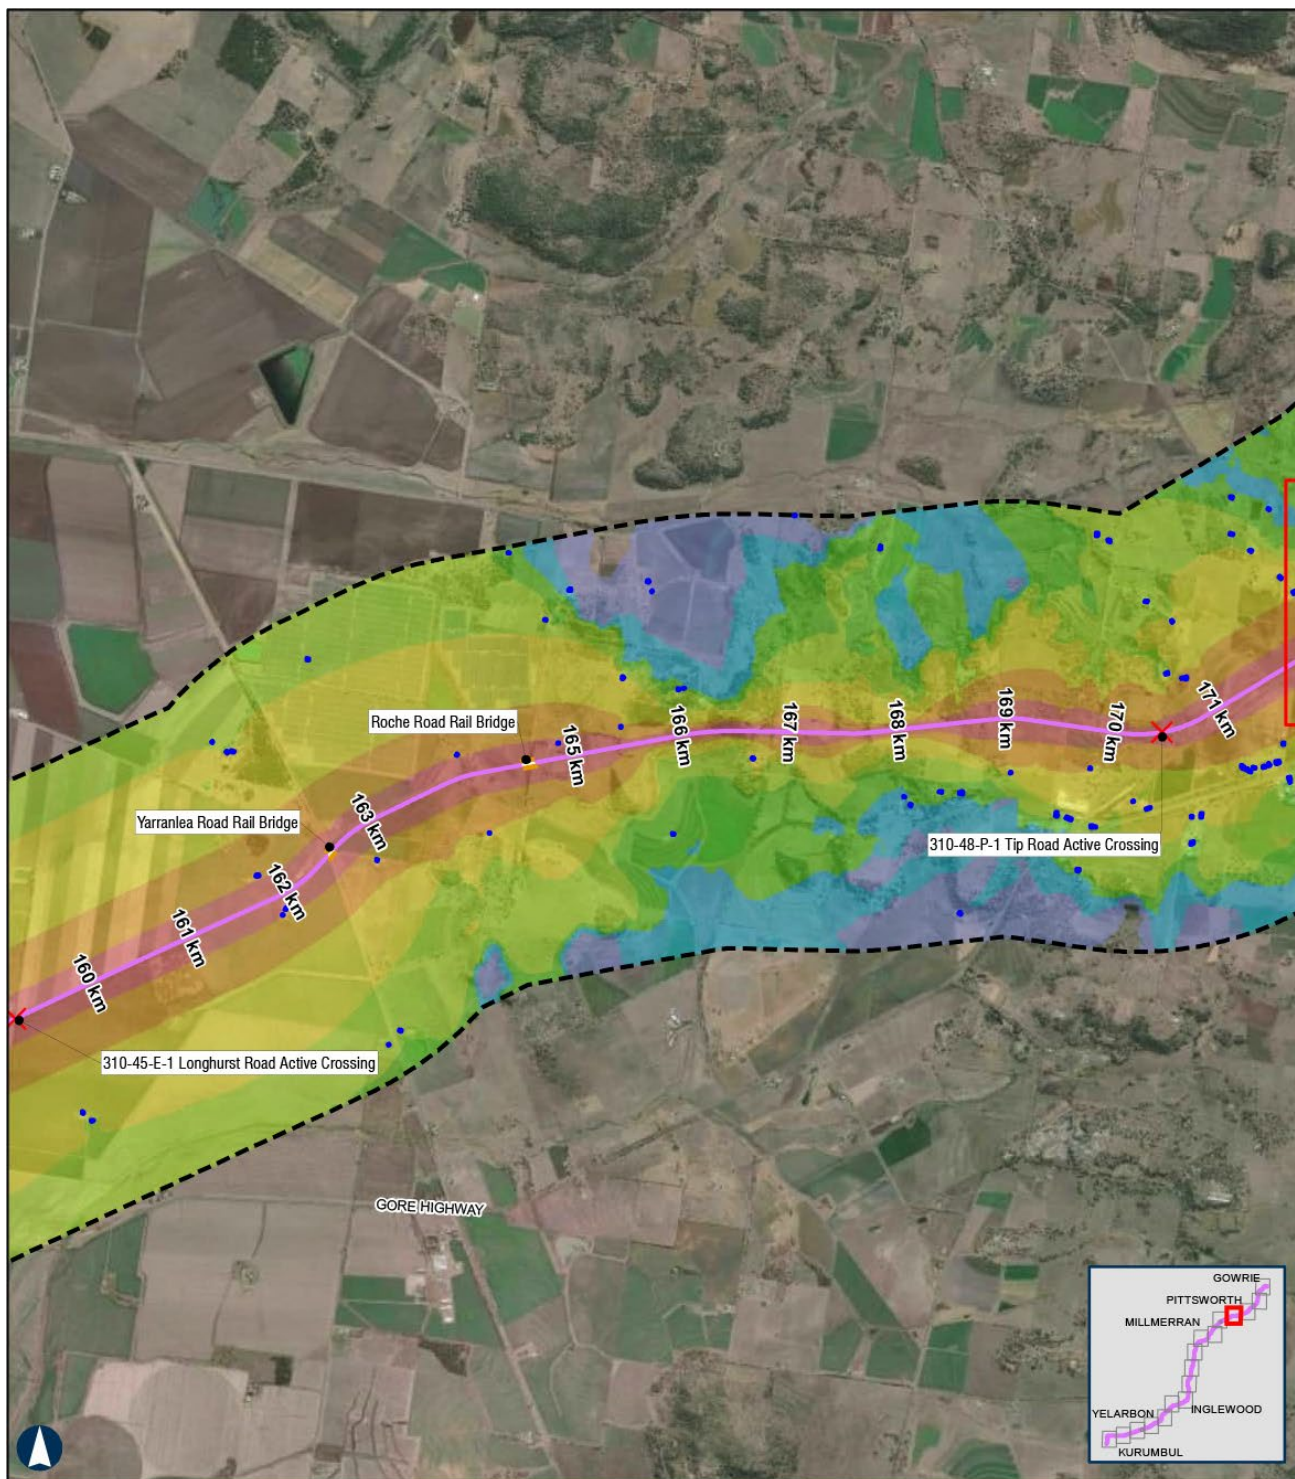 Roche Road Rail Bridge
Yarranlea Road Rail Bridge
160 km
161 km
162 km
163 km
165 km
166 km
167 km
168 km
169 km
170 km
171 km
310-48-P-1 Tip Road Active Crossing
310-45-E-1 Longhurst Road Active Crossing
GORE HIGHWAY
GOWRIE
PITTSWORTH
MILLMERRAN
YELARBON
INGLEWOOD
KURUMBUL